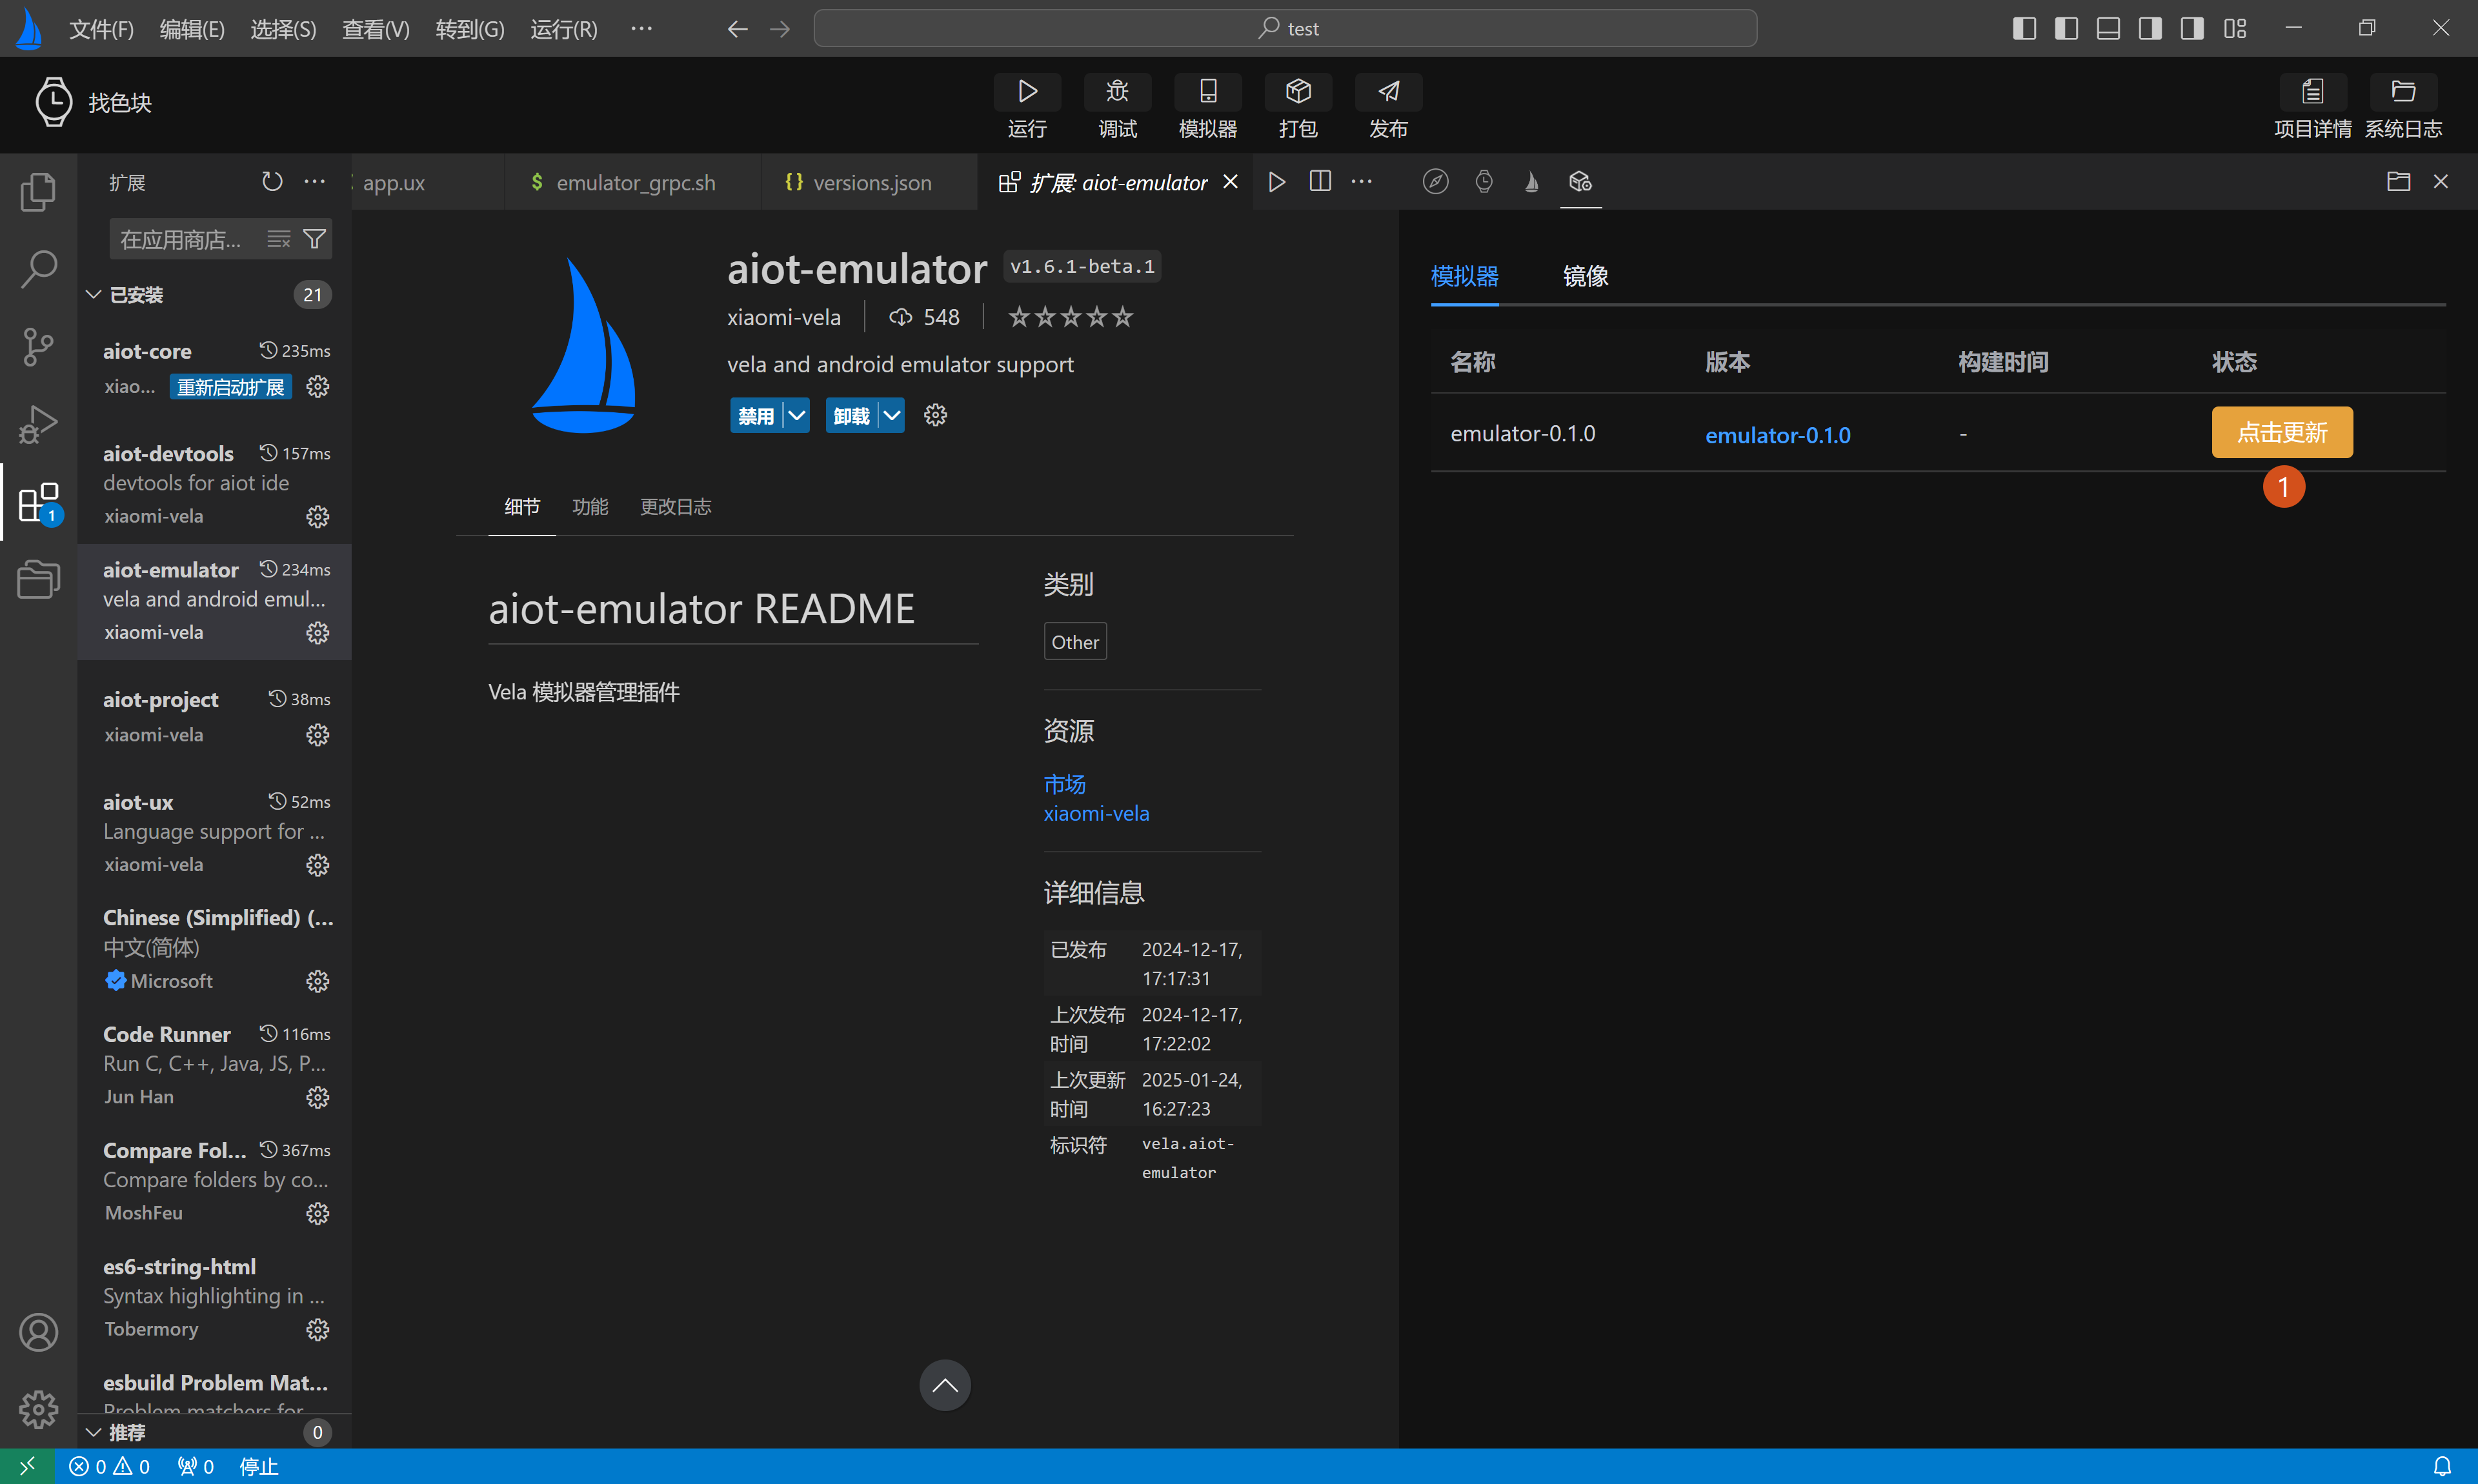 文件(F) 编辑(E) 选择(S) 查看(V) 转到(G) 运行(R) ··· test
找色块
运行 调试 模拟器 打包 发布 项目详情 系统日志
扩展
app.ux
$ emulator_grpc.sh
{} versions.json
扩展: aiot-emulator
在应用商店...
已安装 21
aiot-core 235ms
xiao... 重新启动扩展
aiot-devtools 157ms
devtools for aiot ide
xiaomi-vela
1
aiot-emulator 234ms
vela and android emul...
xiaomi-vela
aiot-project 38ms
xiaomi-vela
aiot-ux 52ms
Language support for ...
xiaomi-vela
Chinese (Simplified) (...
中文(简体)
Microsoft
Code Runner 116ms
Run C, C++, Java, JS, P...
Jun Han
Compare Fol... 367ms
Compare folders by co...
MoshFeu
es6-string-html
Syntax highlighting in ...
Tobermory
esbuild Problem Mat...
Problem matchers for
推荐 0
aiot-emulator v1.6.1-beta.1
xiaomi-vela 548
vela and android emulator support
禁用 卸载
细节 功能 更改日志
aiot-emulator README
Vela 模拟器管理插件
类别
Other
资源
市场
xiaomi-vela
详细信息
已发布 2024-12-17,
17:17:31
上次发布 2024-12-17,
时间 17:22:02
上次更新 2025-01-24,
时间 16:27:23
标识符 vela.aiot-
emulator
模拟器 镜像
名称 版本 构建时间 状态
emulator-0.1.0 emulator-0.1.0 - 点击更新
1
0 0 0 停止